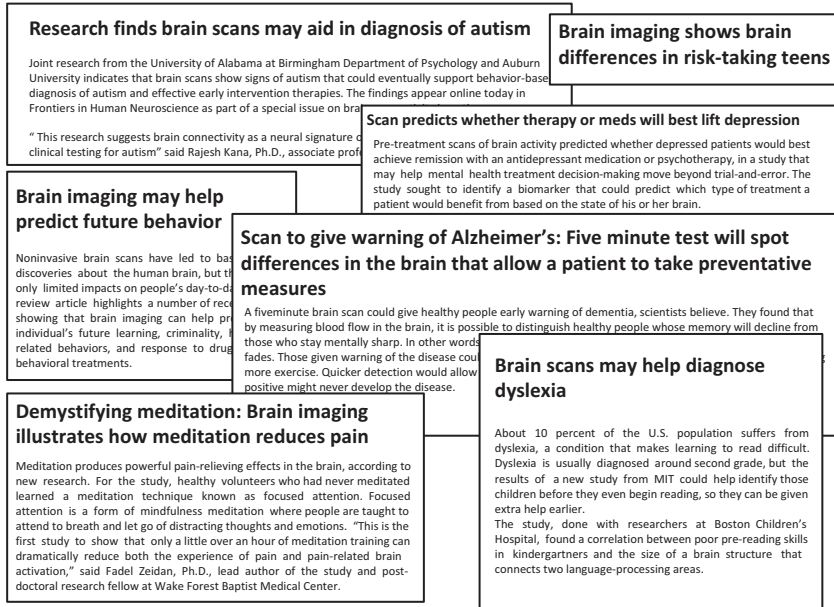 Research finds brain scans may aid in diagnosis of autism
Joint research from the University of Alabama at Birmingham Department of Psychology and Auburn
University indicates that brain scans show signs of autism that could eventually support behavior-base
diagnosis of autism and effective early intervention therapies. The findings appear online today in
Frontiers in Human Neuroscience as part of a special issue on
" This research suggests brain connectivity as a neural signature
clinical testing for autism" said Rajesh Kana, Ph.D., associate
Brain imaging shows brain
differences in risk-taking teens
Scan predicts whether therapy or meds will best lift depression
Pre-treatment scans of brain activity predicted whether depressed patients would best
achieve remission with an antidepressant medication or psychotherapy, in a study that
may help mental health treatment decision-making move beyond trial-and-error. The
study sought to identify a biomarker that could predict which type of treatment a
patient would benefit from based on the state of his or her brain.
Brain imaging may help
predict future behavior
Noninvasive brain scans have led to bas
discoveries about the human brain, but th
only limited impacts on people's day-to-da
review article highlights a number of rece
showing that brain imaging can help pre
individual's future learning, criminality, h
related behaviors, and response to drug
behavioral treatments.
Scan to give warning of Alzheimer's: Five minute test will spot
differences in the brain that allow a patient to take preventative
measures
A fiveminute brain scan could give healthy people early warning of dementia, scientists believe. They found that
by measuring blood flow in the brain, it is possible to distinguish healthy people whose memory will decline from
those who stay mentally sharp. In other words
fades. Those given warning of the disease coul
more exercise. Quicker detection would allow
positive might never develop the disease.
Brain scans may help diagnose
dyslexia
About 10 percent of the U.S. population suffers from
dyslexia, a condition that makes learning to read difficult.
Dyslexia is usually diagnosed around second grade, but the
results of a new study from MIT could help identify those
children before they even begin reading, so they can be given
extra help earlier.
The study, done with researchers at Boston Children's
Hospital, found a correlation between poor pre-reading skills
in kindergartners and the size of a brain structure that
connects two language-processing areas.
Demystifying meditation: Brain imaging
illustrates how meditation reduces pain
Meditation produces powerful pain-relieving effects in the brain, according to
new research. For the study, healthy volunteers who had never meditated
learned a meditation technique known as focused attention. Focused
attention is a form of mindfulness meditation where people are taught to
attend to breath and let go of distracting thoughts and emotions. "This is the
first study to show that only a little over an hour of meditation training can
dramatically reduce both the experience of pain and pain-related brain
activation," said Fadel Zeidan, Ph.D., lead author of the study and post-
doctoral research fellow at Wake Forest Baptist Medical Center.